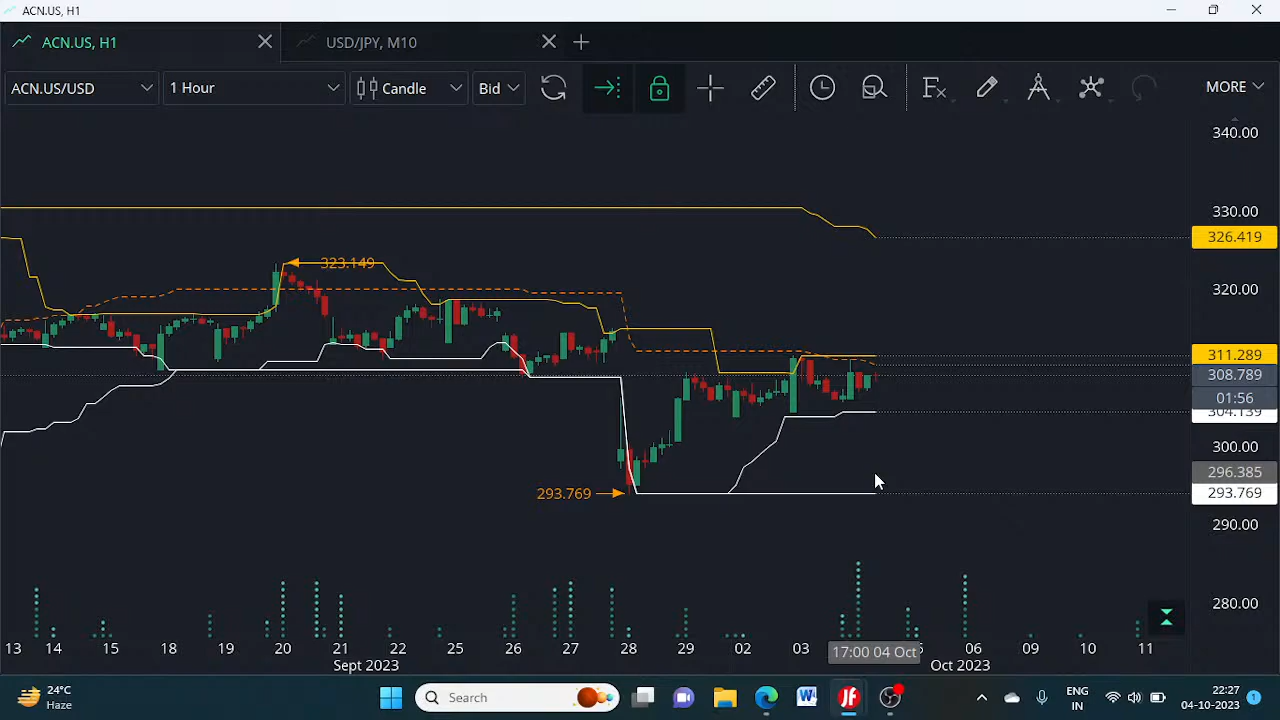 ACN.US, H1
ACN.US, H1
USD/JPY, M10
ACN.US/USD
1 Hour
Candle
Bid
MORE
340.00
330.00
326.419
323.149
320.00
311.289
308.789
01:56
304.139
300.00
296.385
293.769
293.769
290.00
280.00
13 14 15 18 19 20 21 22 25 26 27 28 29 02 03 09 10 11
17:00 04 Oct
Sept 2023
Oct 2023
24°C
Haze
Search
ENG
IN
22:27
04-10-2023
1